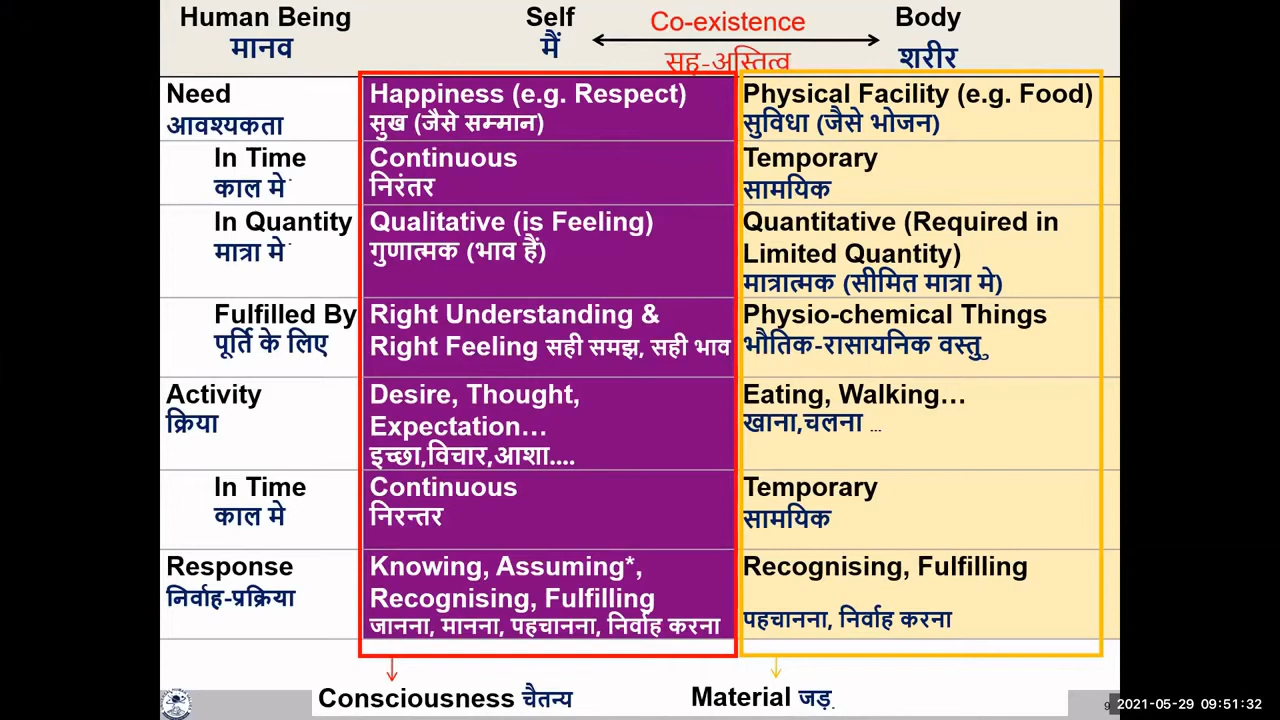 Human Being Self Co-existence Body
मानव मैं सह-अस्तित्व शरीर
Need Happiness (e.g. Respect) Physical Facility (e.g. Food)
आवश्यकता सुख (जैसे सम्मान) सुविधा (जैसे भोजन)
In Time Continuous Temporary
काल मे निरंतर सामयिक
In Quantity Qualitative (is Feeling) Quantitative (Required in
मात्रा मे गुणात्मक (भाव हैं) Limited Quantity)
मात्रात्मक (सीमित मात्रा मे)
Fulfilled By Right Understanding & Physio-chemical Things
पूर्ति के लिए Right Feeling सही समझ, सही भाव भौतिक-रासायनिक वस्तु
Activity Desire, Thought, Eating, Walking…
क्रिया Expectation… खाना,चलना ...
इच्छा,विचार,आशा....
In Time Continuous Temporary
काल मे निरन्तर सामयिक
Response Knowing, Assuming*, Recognising, Fulfilling
निर्वाह-प्रक्रिया Recognising, Fulfilling
जानना, मानना, पहचानना, निर्वाह करना पहचानना, निर्वाह करना
Consciousness चैतन्य Material जड़
9 2021-05-29 09:51:32